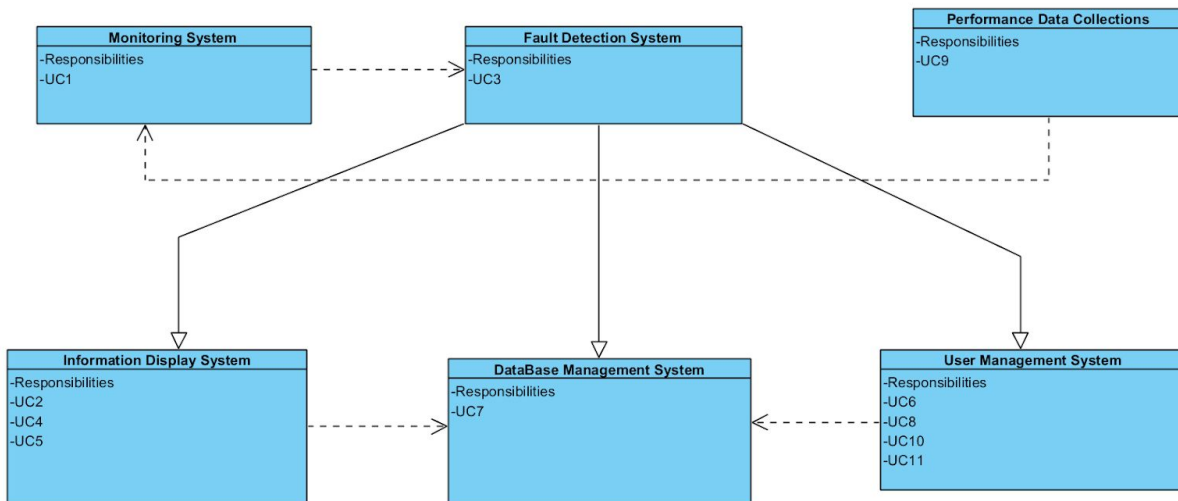 Monitoring System
-Responsibilities
-UC1
Fault Detection System
-Responsibilities
-UC3
Performance Data Collections
-Responsibilities
-UC9
Information Display System
-Responsibilities
-UC2
-UC4
-UC5
DataBase Management System
-Responsibilities
-UC7
User Management System
-Responsibilities
-UC6
-UC8
-UC10
-UC11